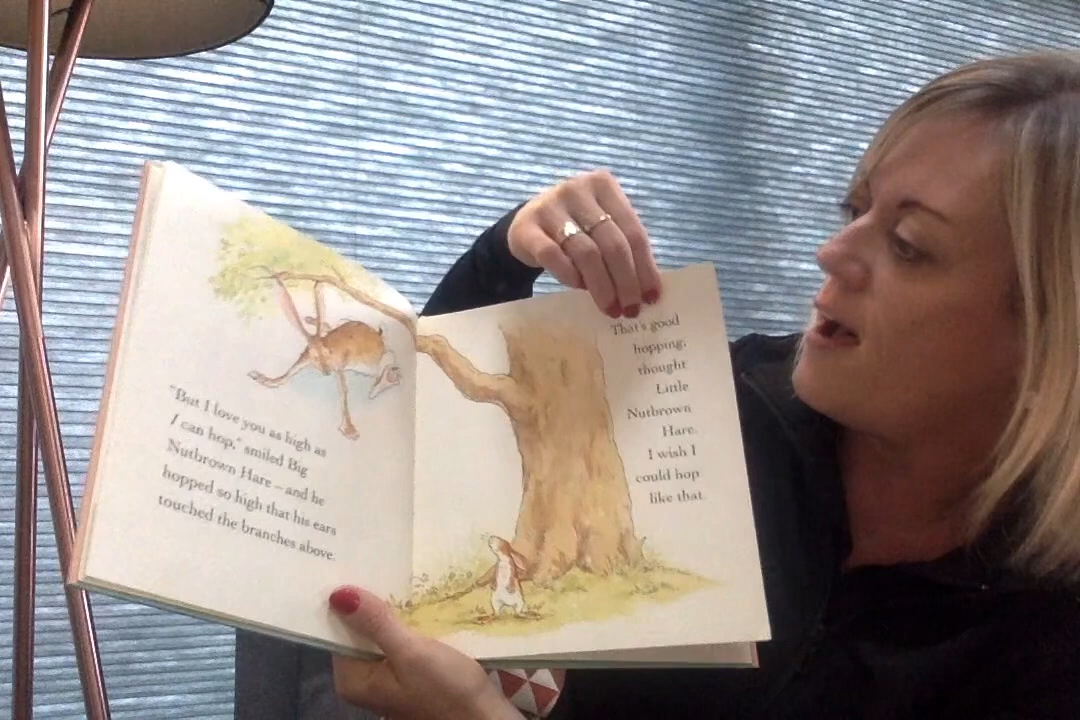 "But I love you as high as
I can hop," smiled Big
Nutbrown Hare – and he
hopped so high that his ears
touched the branches above.
That's good
hopping,
thought
Little
Nutbrown
Hare.
I wish I
could hop
like that.